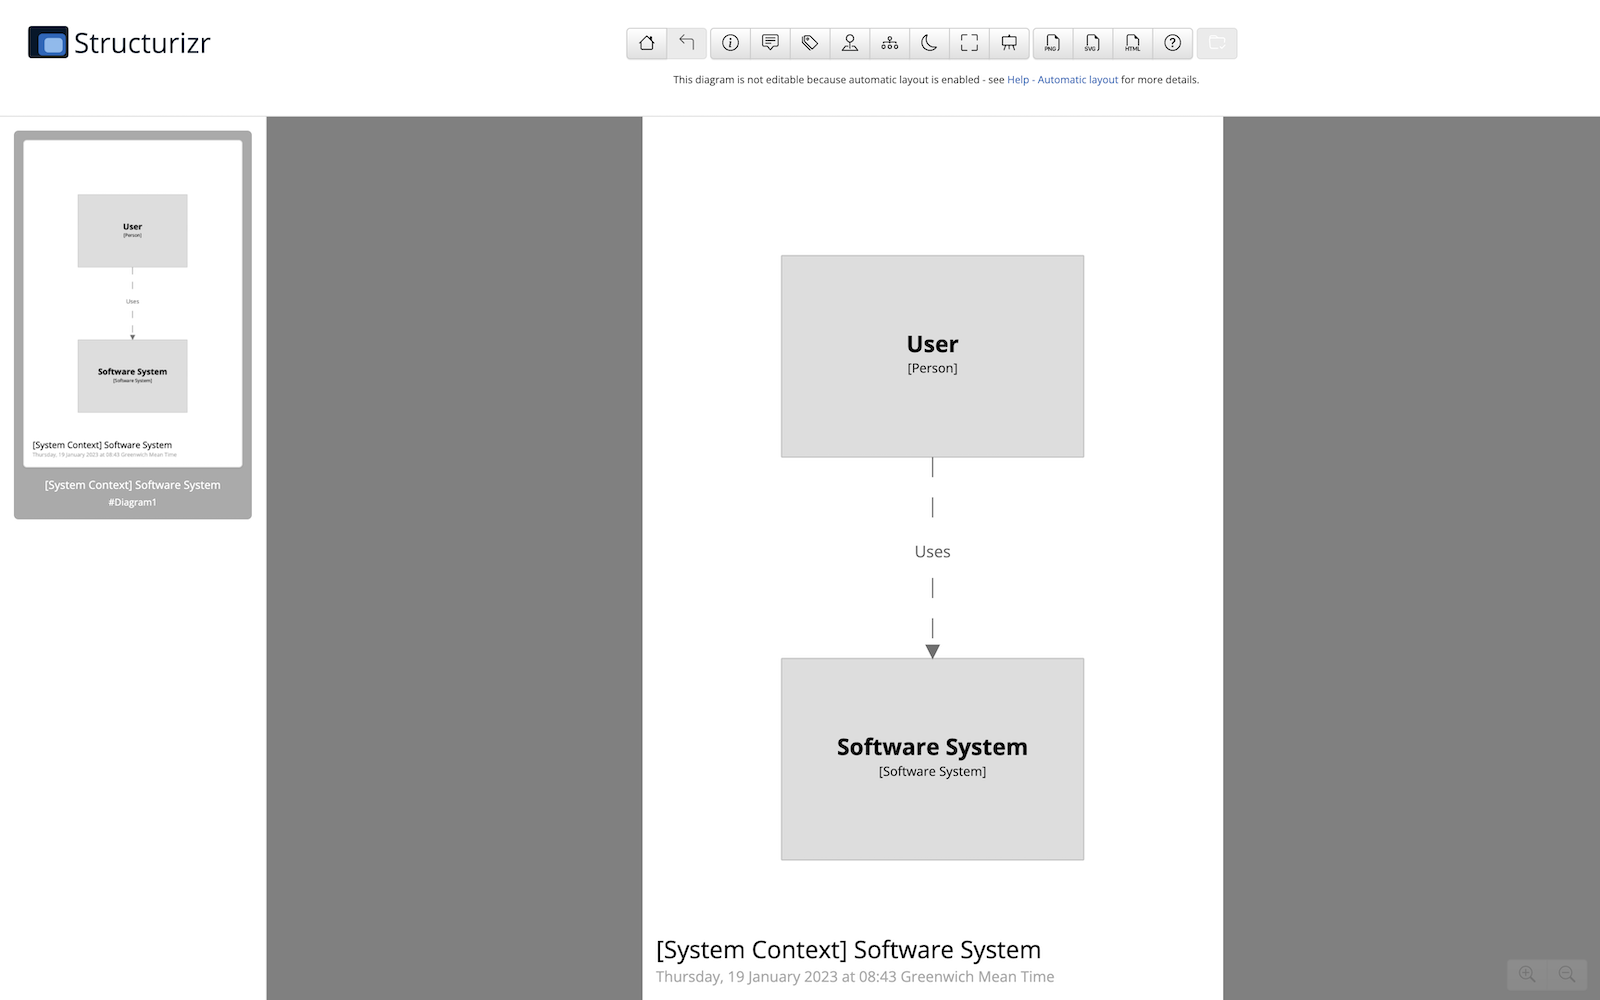 Structurizr
PNG
SVG
HTML
This diagram is not editable because automatic layout is enabled - see Help - Automatic layout for more details.
User
[Person]
Uses
Software System
[Software System]
[System Context] Software System
Thursday, 19 January 2023 at 08:43 Greenwich Mean Time
[System Context] Software System
#Diagram1
User
[Person]
Uses
Software System
[Software System]
[System Context] Software System
Thursday, 19 January 2023 at 08:43 Greenwich Mean Time